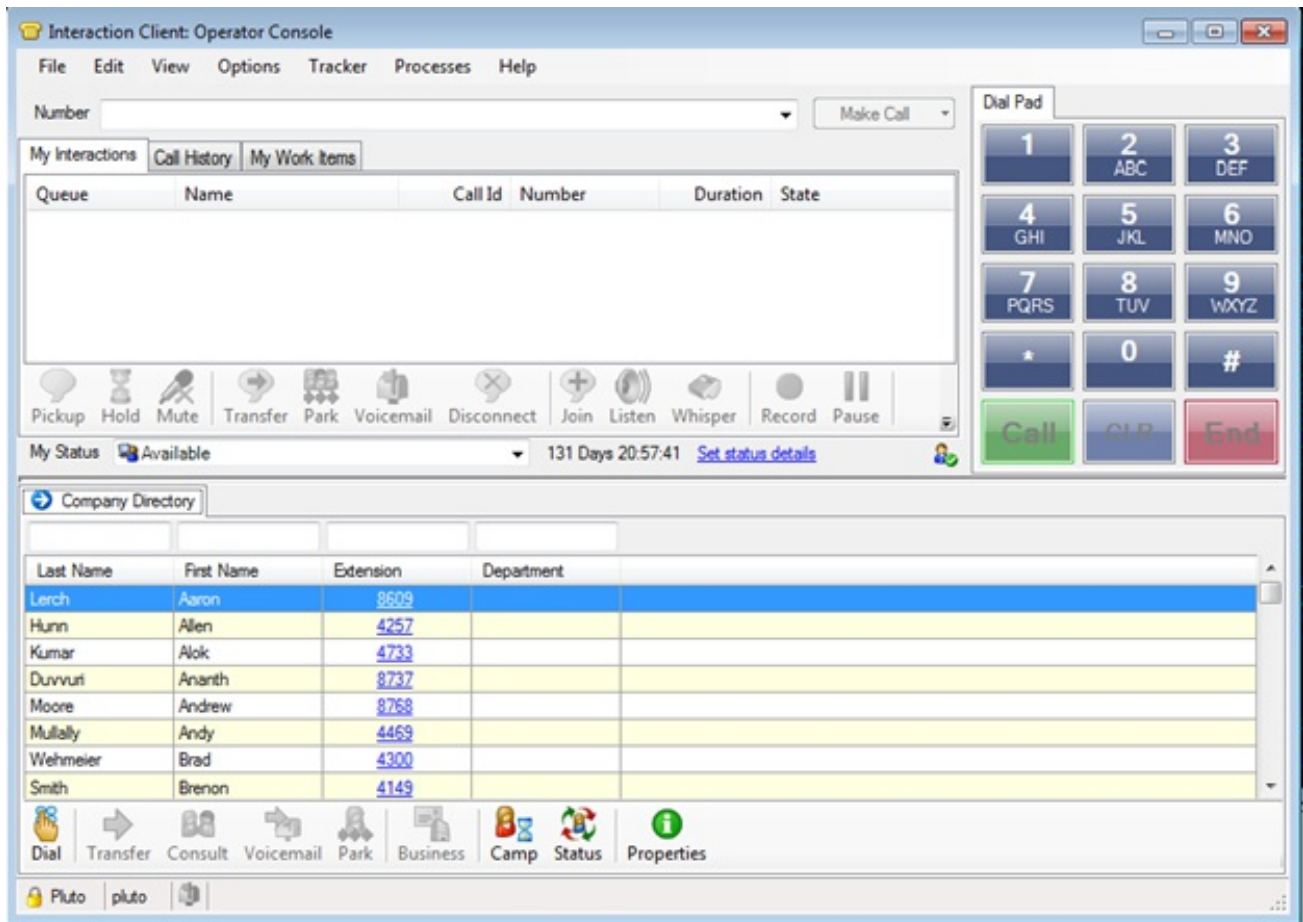 Interaction Client: Operator Console
File Edit View Options Tracker Processes Help
Number Make Call
Dial Pad
My Interactions Call History My Work Items
Queue Name Call Id Number Duration State
1
2 ABC
3 DEF
4 GHI
5 JKL
6 MNO
7 PQRS
8 TUV
9 WXYZ
*
0
#
Call CLR End
Pickup Hold Mute Transfer Park Voicemail Disconnect Join Listen Whisper Record Pause
My Status Available 131 Days 20:57:41 Set status details
Company Directory
Last Name First Name Extension Department
Lerch Aaron 8609
Hunn Allen 4257
Kumar Alok 4733
Duvvuri Ananth 8737
Moore Andrew 8768
Mullally Andy 4469
Wehmeier Brad 4300
Smith Brenon 4149
Dial Transfer Consult Voicemail Park Business Camp Status Properties
Pluto pluto